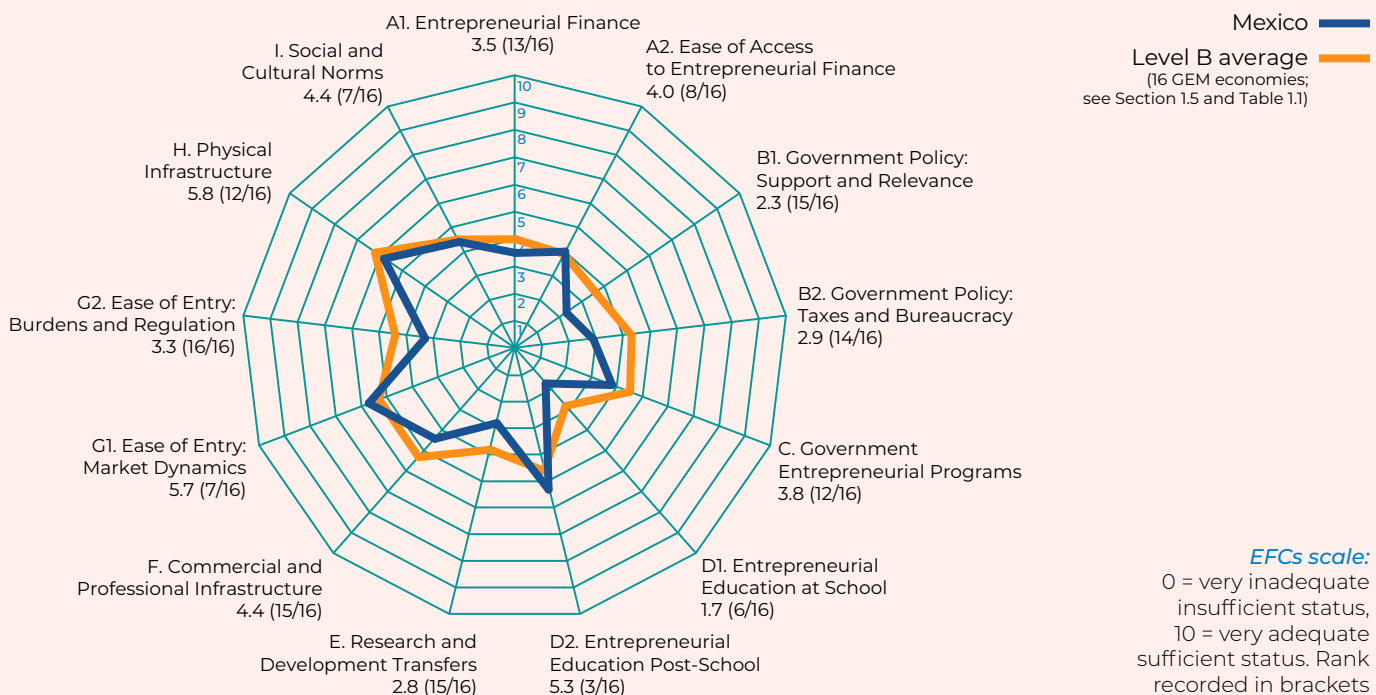 A1. Entrepreneurial Finance
3.5 (13/16)
A2. Ease of Access
to Entrepreneurial Finance
4.0 (8/16)
B1. Government Policy:
Support and Relevance
2.3 (15/16)
B2. Government Policy:
Taxes and Bureaucracy
2.9 (14/16)
C. Government
Entrepreneurial Programs
3.8 (12/16)
D1. Entrepreneurial
Education at School
1.7 (6/16)
D2. Entrepreneurial
Education Post-School
5.3 (3/16)
E. Research and
Development Transfers
2.8 (15/16)
F. Commercial and
Professional Infrastructure
4.4 (15/16)
G1. Ease of Entry:
Market Dynamics
5.7 (7/16)
G2. Ease of Entry:
Burdens and Regulation
3.3 (16/16)
H. Physical
Infrastructure
5.8 (12/16)
I. Social and
Cultural Norms
4.4 (7/16)
10
9
8
7
6
5
3
2
1
Mexico
Level B average
(16 GEM economies;
see Section 1.5 and Table 1.1)
EFCs scale:
0 = very inadequate
insufficient status,
10 = very adequate
sufficient status. Rank
recorded in brackets